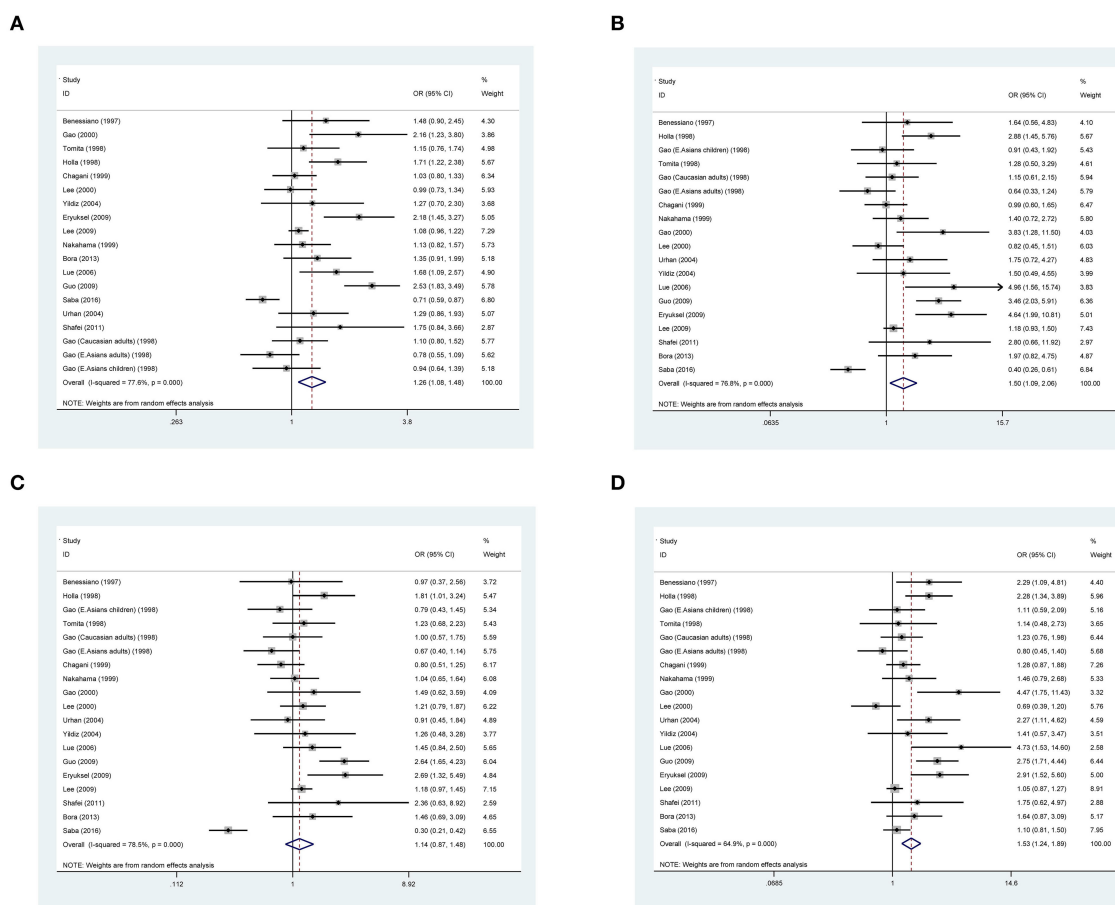 A
Study %
ID OR (95% CI) Weight
Benessiano (1997) 1.48 (0.90, 2.45) 4.30
Gao (2000) 2.16 (1.23, 3.80) 3.86
Tomita (1998) 1.15 (0.76, 1.74) 4.98
Holla (1998) 1.71 (1.22, 2.38) 5.67
Chagani (1999) 1.03 (0.80, 1.33) 6.34
Lee (2000) 0.99 (0.73, 1.34) 5.93
Yildiz (2004) 1.27 (0.70, 2.30) 3.68
Eryuksel (2009) 2.18 (1.45, 3.27) 5.05
Lee (2009) 1.08 (0.96, 1.22) 7.29
Nakahama (1999) 1.13 (0.82, 1.57) 5.73
Bora (2013) 1.35 (0.91, 1.99) 5.18
Lue (2006) 1.68 (1.09, 2.57) 4.90
Guo (2009) 2.53 (1.83, 3.49) 5.78
Saba (2016) 0.71 (0.59, 0.87) 6.80
Urhan (2004) 1.29 (0.86, 1.93) 5.07
Shafei (2011) 1.75 (0.84, 3.66) 2.87
Gao (Caucasian adults) (1998) 1.10 (0.80, 1.52) 5.77
Gao (E.Asians adults) (1998) 0.78 (0.55, 1.09) 5.62
Gao (E.Asians children) (1998) 0.94 (0.64, 1.39) 5.18
Overall (I-squared = 77.6%, p = 0.000) 1.26 (1.08, 1.48) 100.00
NOTE: Weights are from random effects analysis
.263 1 3.8
B
Study %
ID OR (95% CI) Weight
Benessiano (1997) 1.64 (0.56, 4.83) 4.10
Holla (1998) 2.88 (1.45, 5.76) 5.67
Gao (E.Asians children) (1998) 0.91 (0.43, 1.92) 5.43
Tomita (1998) 1.28 (0.50, 3.29) 4.61
Gao (Caucasian adults) (1998) 1.15 (0.61, 2.15) 5.94
Gao (E.Asians adults) (1998) 0.64 (0.33, 1.24) 5.79
Chagani (1999) 0.99 (0.60, 1.65) 6.47
Nakahama (1999) 1.40 (0.72, 2.72) 5.80
Gao (2000) 3.83 (1.28, 11.50) 4.03
Lee (2000) 0.82 (0.45, 1.51) 6.03
Urhan (2004) 1.75 (0.72, 4.27) 4.83
Yildiz (2004) 1.50 (0.49, 4.55) 3.99
Lue (2006) 4.96 (1.56, 15.74) 3.83
Guo (2009) 3.46 (2.03, 5.91) 6.36
Eryuksel (2009) 4.64 (1.99, 10.81) 5.01
Lee (2009) 1.18 (0.93, 1.50) 7.43
Shafei (2011) 2.80 (0.66, 11.92) 2.97
Bora (2013) 1.97 (0.82, 4.75) 4.87
Saba (2016) 0.40 (0.26, 0.61) 6.84
Overall (I-squared = 76.8%, p = 0.000) 1.50 (1.09, 2.06) 100.00
NOTE: Weights are from random effects analysis
.0635 1 15.7
C
Study %
ID OR (95% CI) Weight
Benessiano (1997) 0.97 (0.37, 2.56) 3.72
Holla (1998) 1.81 (1.01, 3.24) 5.47
Gao (E.Asians children) (1998) 0.79 (0.43, 1.45) 5.34
Tomita (1998) 1.23 (0.68, 2.23) 5.43
Gao (Caucasian adults) (1998) 1.00 (0.57, 1.75) 5.59
Gao (E.Asians adults) (1998) 0.67 (0.40, 1.14) 5.75
Chagani (1999) 0.80 (0.51, 1.25) 6.17
Nakahama (1999) 1.04 (0.65, 1.64) 6.08
Gao (2000) 1.49 (0.62, 3.59) 4.09
Lee (2000) 1.21 (0.79, 1.87) 6.22
Urhan (2004) 0.91 (0.45, 1.84) 4.89
Yildiz (2004) 1.26 (0.48, 3.28) 3.77
Lue (2006) 1.45 (0.84, 2.50) 5.65
Guo (2009) 2.64 (1.65, 4.23) 6.04
Eryuksel (2009) 2.69 (1.32, 5.49) 4.84
Lee (2009) 1.18 (0.97, 1.45) 7.15
Shafei (2011) 2.36 (0.63, 8.92) 2.59
Bora (2013) 1.46 (0.69, 3.09) 4.65
Saba (2016) 0.30 (0.21, 0.42) 6.55
Overall (I-squared = 78.5%, p = 0.000) 1.14 (0.87, 1.48) 100.00
NOTE: Weights are from random effects analysis
.112 1 8.92
D
Study %
ID OR (95% CI) Weight
Benessiano (1997) 2.29 (1.09, 4.81) 4.40
Holla (1998) 2.28 (1.34, 3.89) 5.96
Gao (E.Asians children) (1998) 1.11 (0.59, 2.09) 5.16
Tomita (1998) 1.14 (0.48, 2.73) 3.65
Gao (Caucasian adults) (1998) 1.23 (0.76, 1.98) 6.44
Gao (E.Asians adults) (1998) 0.80 (0.45, 1.40) 5.68
Chagani (1999) 1.28 (0.87, 1.88) 7.26
Nakahama (1999) 1.46 (0.79, 2.68) 5.33
Gao (2000) 4.47 (1.75, 11.43) 3.32
Lee (2000) 0.69 (0.39, 1.20) 5.76
Urhan (2004) 2.27 (1.11, 4.62) 4.59
Yildiz (2004) 1.41 (0.57, 3.47) 3.51
Lue (2006) 4.73 (1.53, 14.60) 2.58
Guo (2009) 2.75 (1.71, 4.44) 6.44
Eryuksel (2009) 2.91 (1.52, 5.60) 5.00
Lee (2009) 1.05 (0.87, 1.27) 8.91
Shafei (2011) 1.75 (0.62, 4.97) 2.88
Bora (2013) 1.64 (0.87, 3.09) 5.17
Saba (2016) 1.10 (0.81, 1.50) 7.95
Overall (I-squared = 64.9%, p = 0.000) 1.53 (1.24, 1.89) 100.00
NOTE: Weights are from random effects analysis
.0685 1 14.6